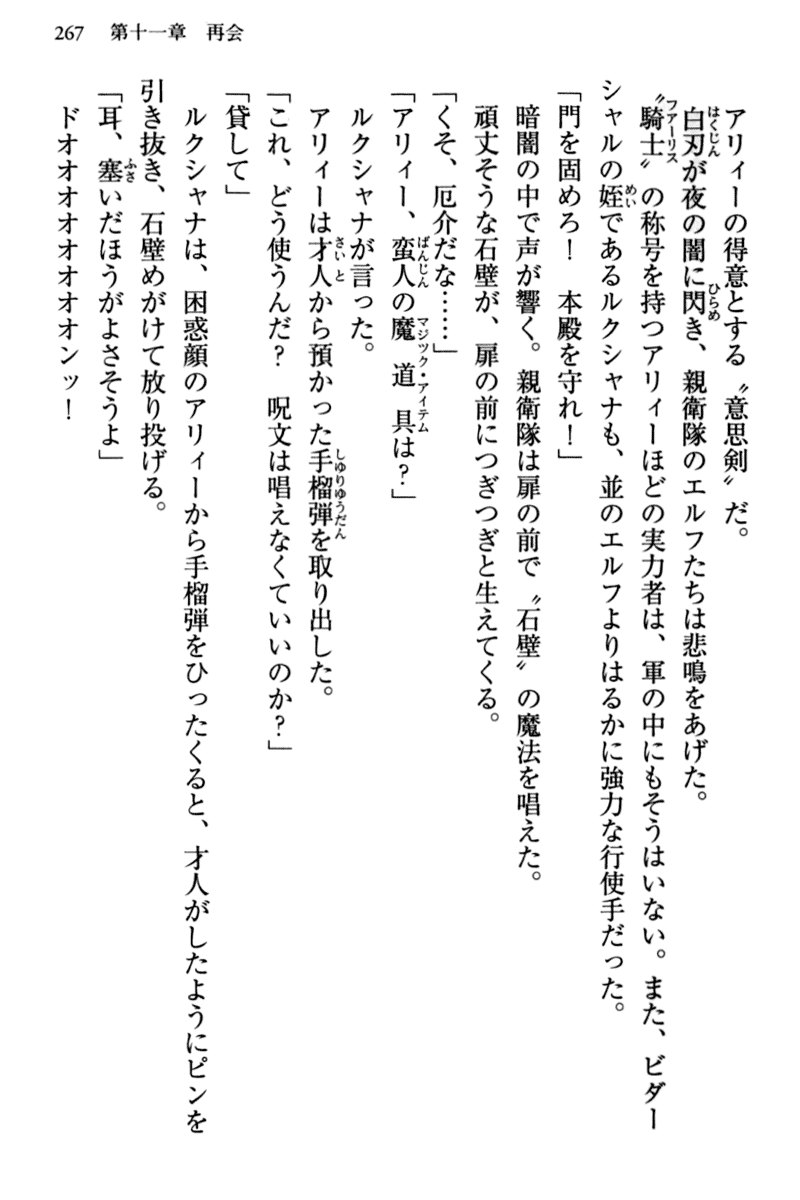 267　第十一章　再会
　アリィーの得意とする〝意思剣〟だ。
　白刃が夜の闇に閃き、親衛隊のエルフたちは悲鳴をあげた。
〝騎士〟の称号を持つアリィーほどの実力者は、軍の中にもそうはいない。また、ビダー
シャルの姪であるルクシャナも、並のエルフよりはるかに強力な行使手だった。
「門を固めろ！　本殿を守れ！」
　暗闇の中で声が響く。親衛隊は扉の前で〝石壁〟の魔法を唱えた。
　頑丈そうな石壁が、扉の前につぎつぎと生えてくる。
「くそ、厄介だな……」
「アリィー、蛮人の魔道具は？」
　ルクシャナが言った。
　アリィーは才人から預かった手榴弾を取り出した。
「これ、どう使うんだ？　呪文は唱えなくていいのか？」
「貸して」
　ルクシャナは、困惑顔のアリィーから手榴弾をひったくると、才人がしたようにピンを
引き抜き、石壁めがけて放り投げる。
「耳、塞いだほうがよさそうよ」
　ドオオオオオオオオンッ！